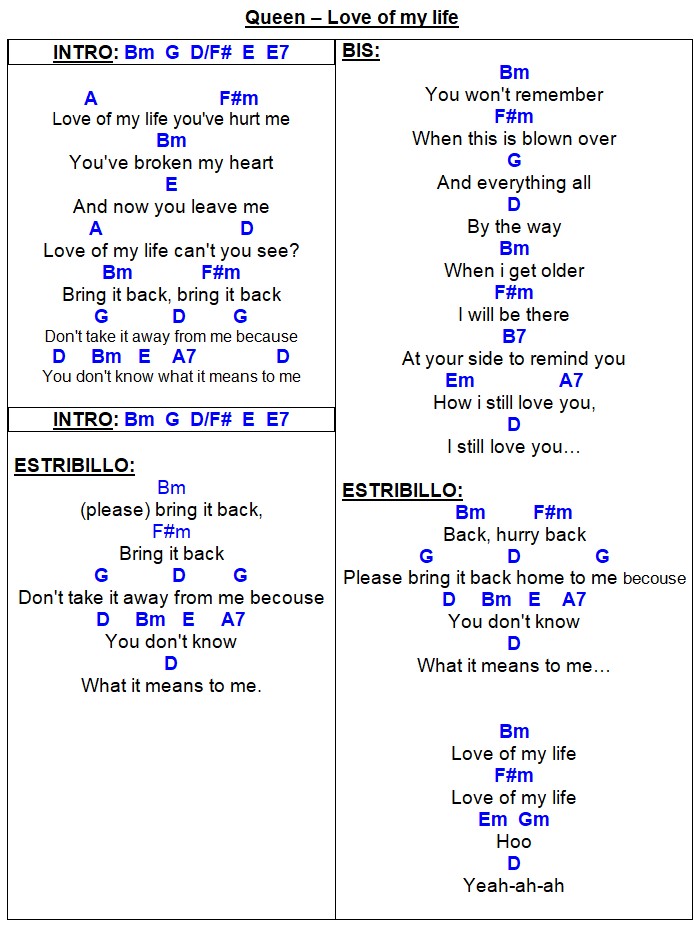 Queen – Love of my life
INTRO: Bm G D/F# E E7
A F#m
Love of my life you've hurt me
Bm
You've broken my heart
E
And now you leave me
A D
Love of my life can't you see?
Bm F#m
Bring it back, bring it back
G D G
Don't take it away from me because
D Bm E A7 D
You don't know what it means to me
INTRO: Bm G D/F# E E7
ESTRIBILLO:
Bm
(please) bring it back,
F#m
Bring it back
G D G
Don't take it away from me becouse
D Bm E A7
You don't know
D
What it means to me.
BIS:
Bm
You won't remember
F#m
When this is blown over
G
And everything all
D
By the way
Bm
When i get older
F#m
I will be there
B7
At your side to remind you
Em A7
How i still love you,
D
I still love you…
ESTRIBILLO:
Bm F#m
Back, hurry back
G D G
Please bring it back home to me becouse
D Bm E A7
You don't know
D
What it means to me…
Bm
Love of my life
F#m
Love of my life
Em Gm
Hoo
D
Yeah-ah-ah